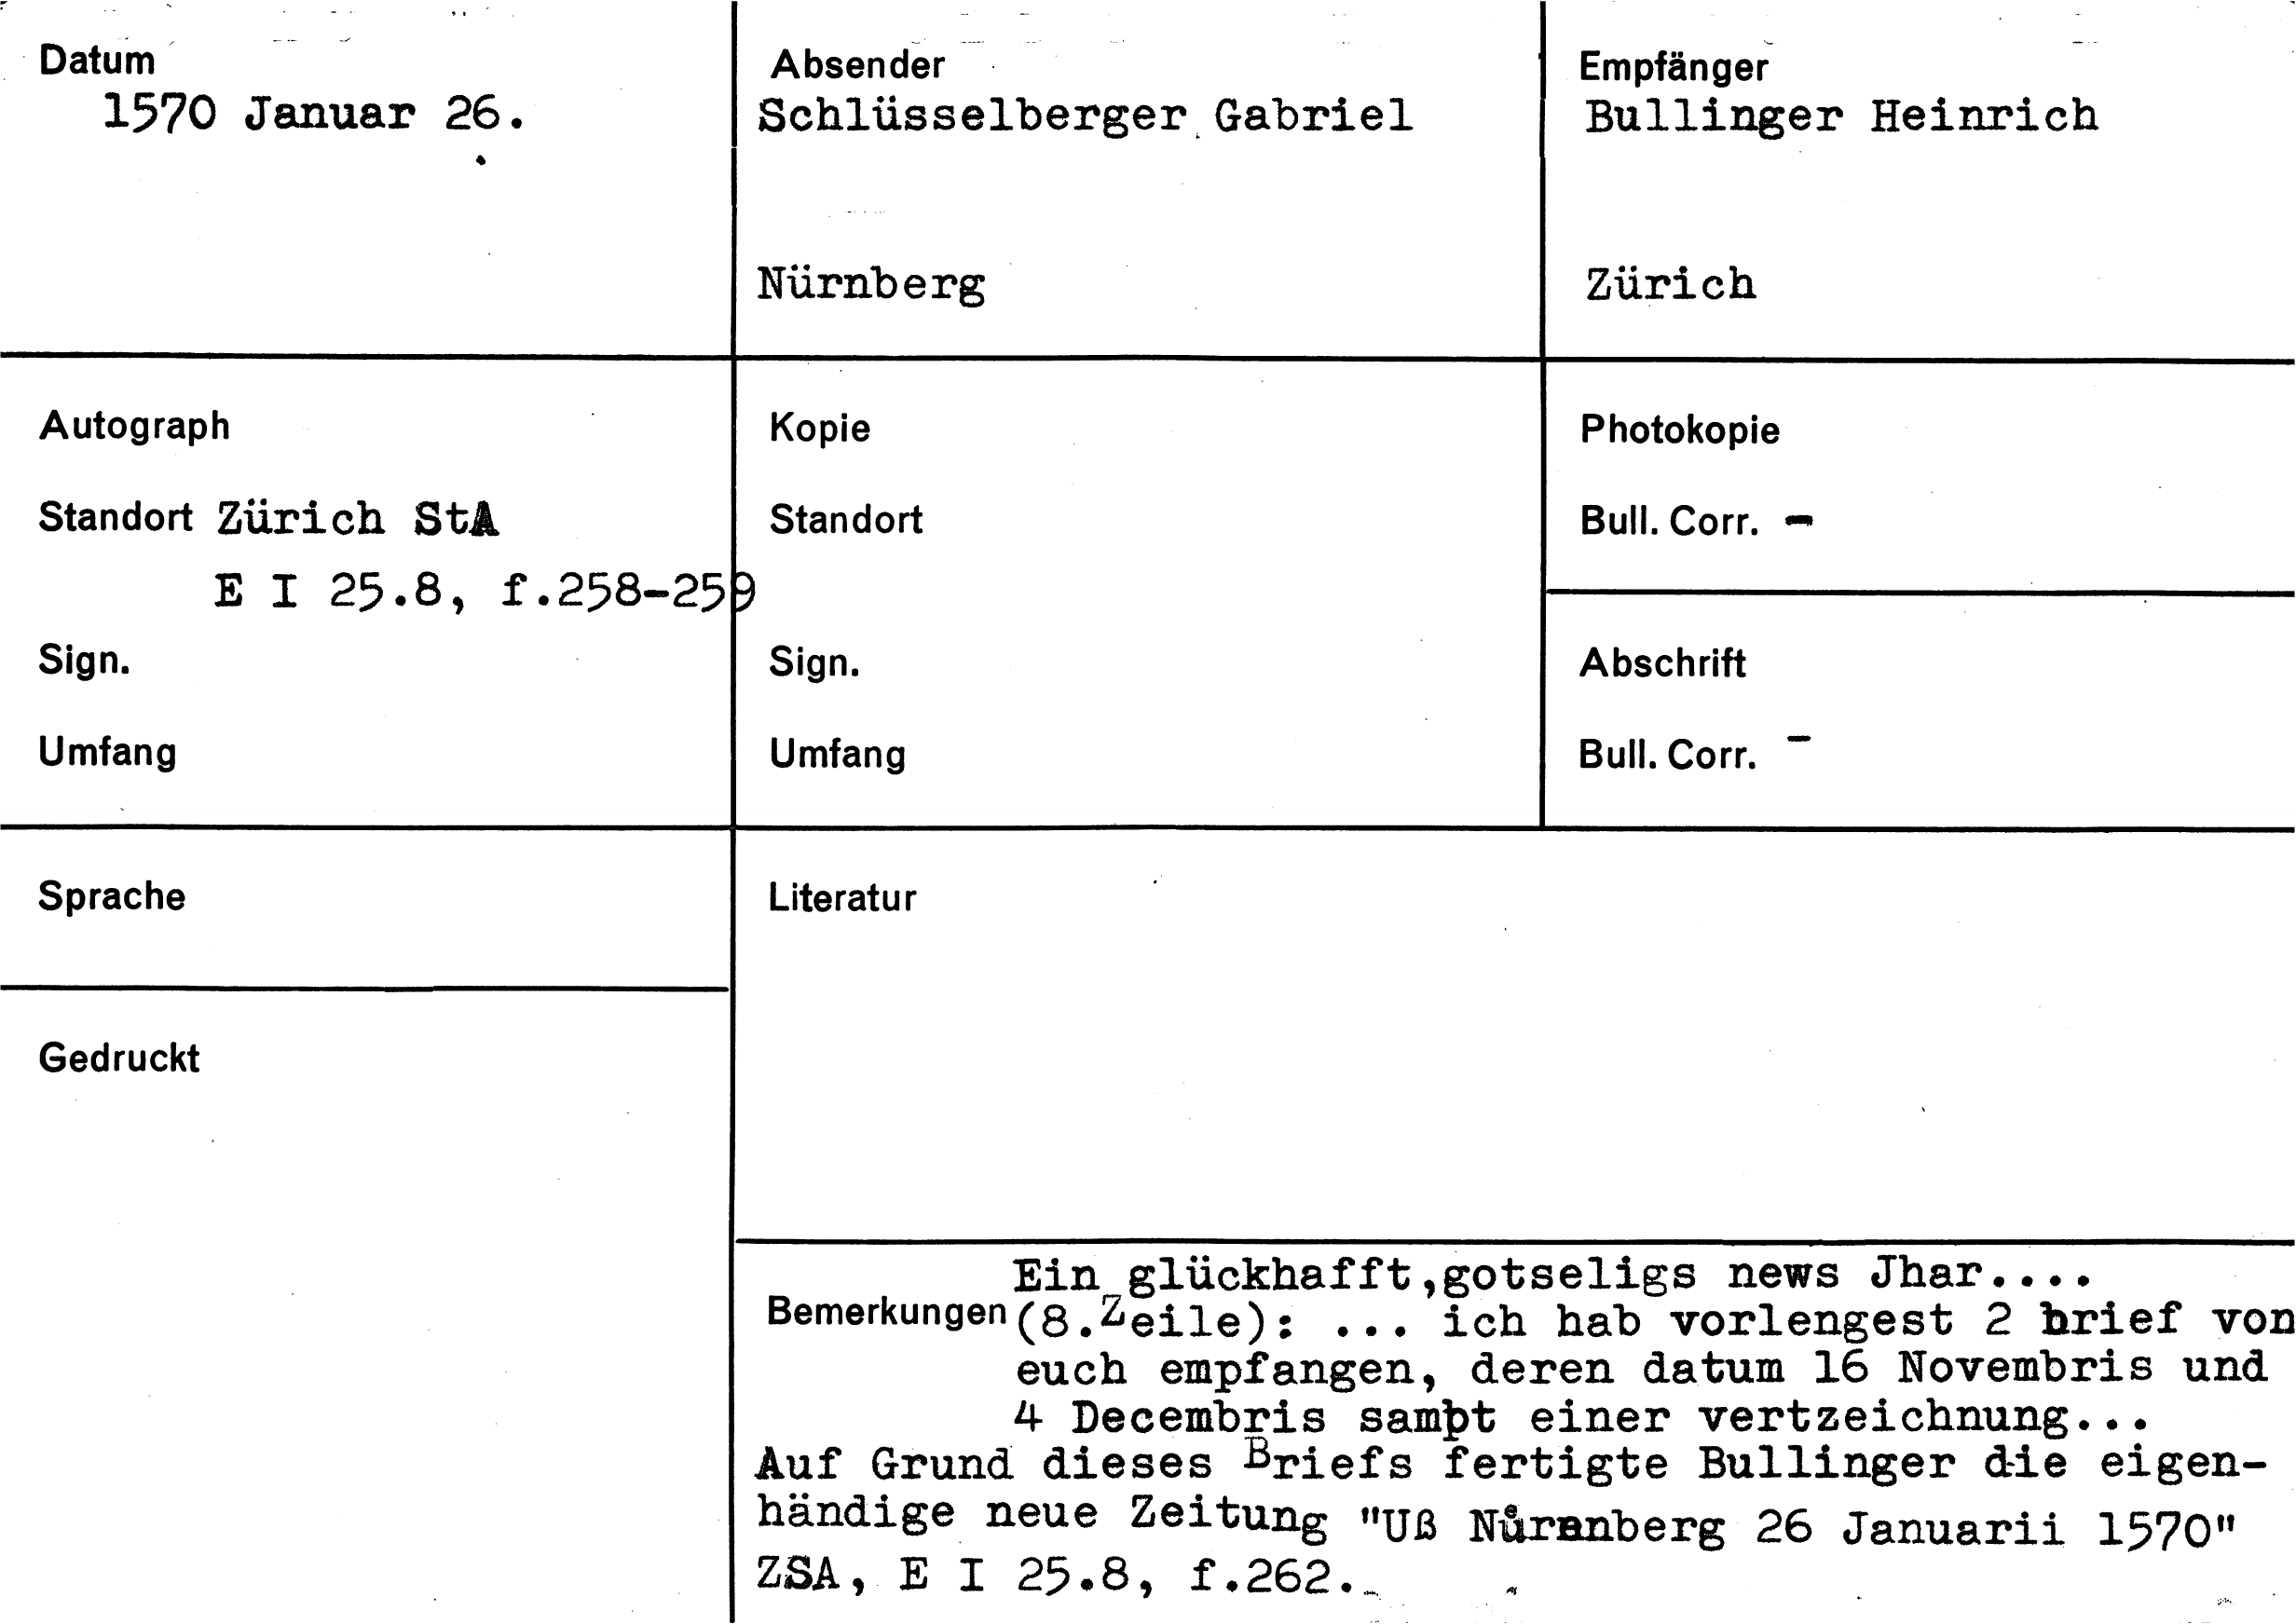 Datum
1570 Januar 26.
Absender
Schlüsselberger Gabriel
Nürnberg
Empfänger
Bullinger Heinrich
Zürich
Autograph
Standort Zürich StA
E I 25.8, f.258-259
Sign.
Umfang
Kopie
Standort
Sign.
Umfang
Photokopie
Bull. Corr. -
Abschrift
Bull. Corr. -
Sprache
Gedruckt
Literatur
Bemerkungen
Ein glückhafft,gotseligs news Jhar....
(8.Zeile): ... ich hab vorlengest 2 brief von
euch empfangen, deren datum 16 Novembris und
4 Decembris sampt einer vertzeichnung...
Auf Grund dieses Briefs fertigte Bullinger die eigen-
händige neue Zeitung "Uß Nůrenberg 26 Januarii 1570"
ZSA, E I 25.8, f.262.